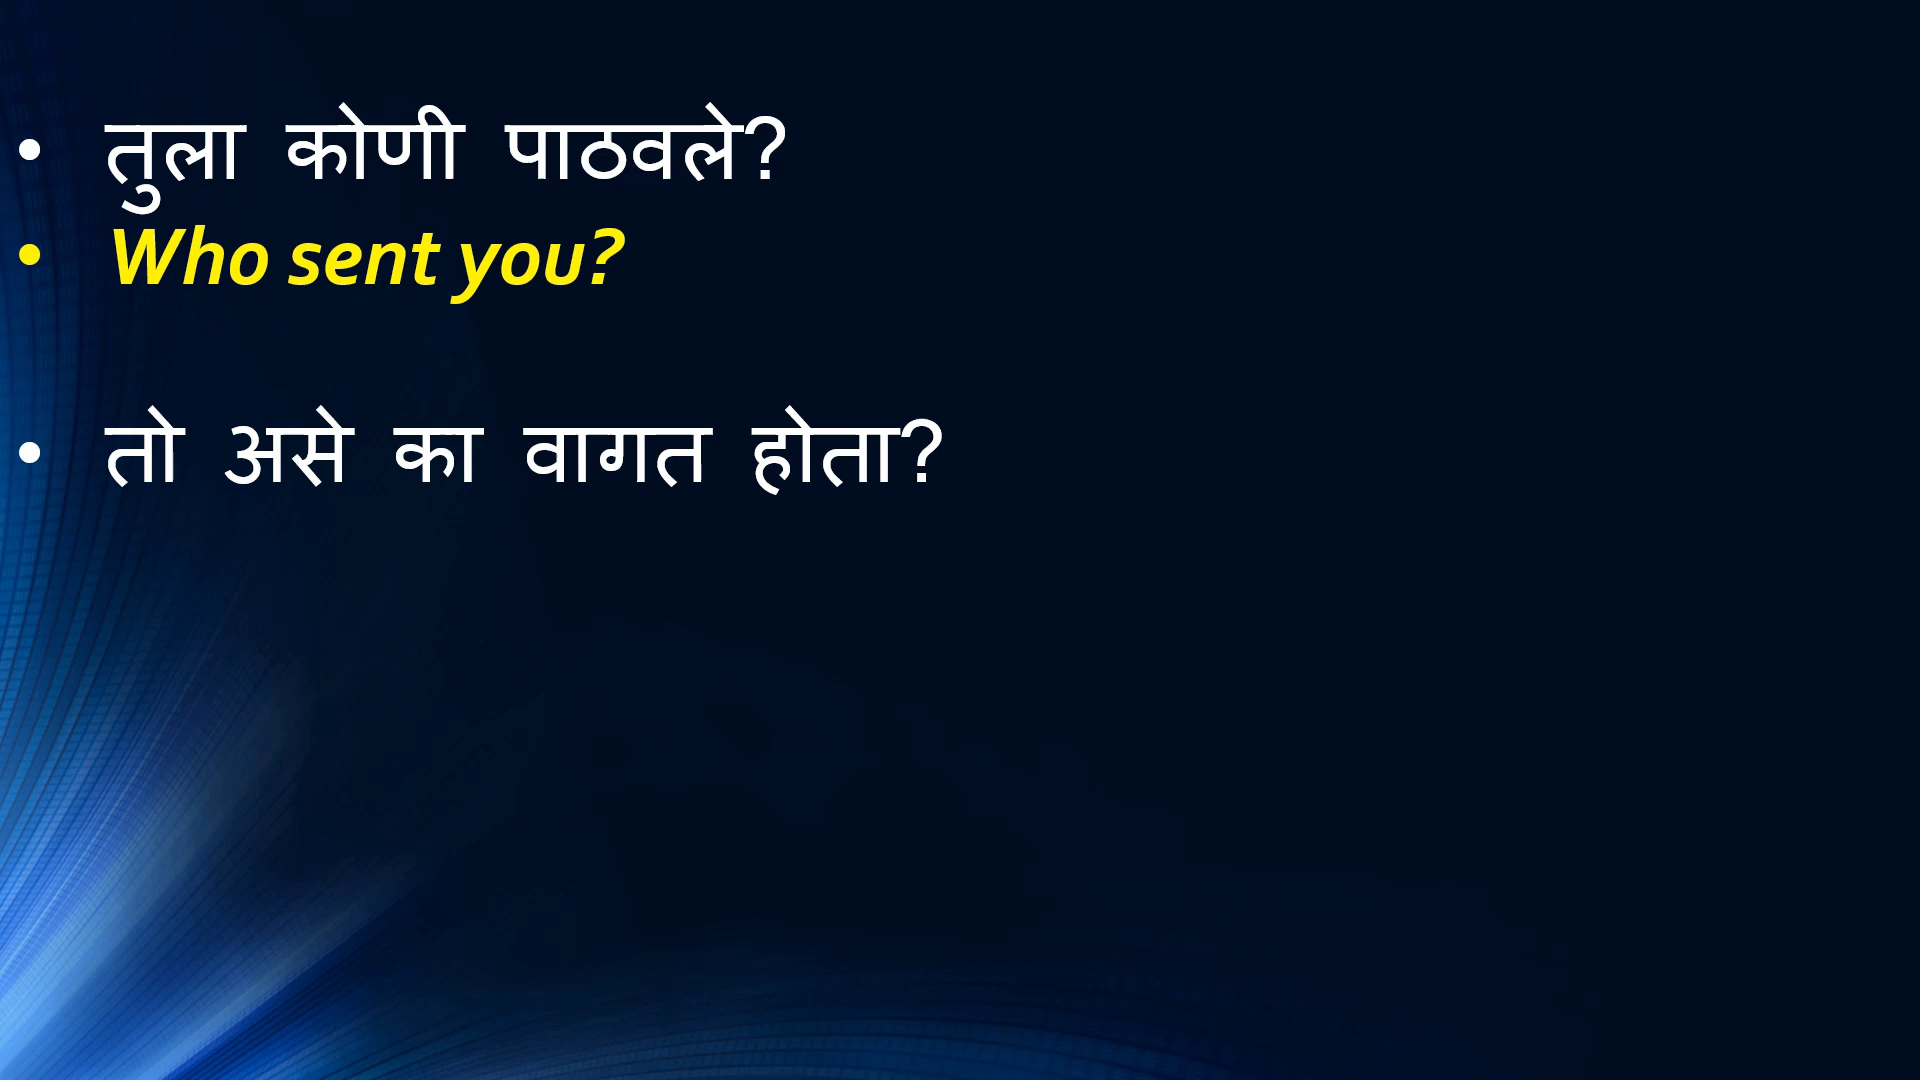 • तुला कोणी पाठवले?
• Who sent you?
• तो असे का वागत होता?